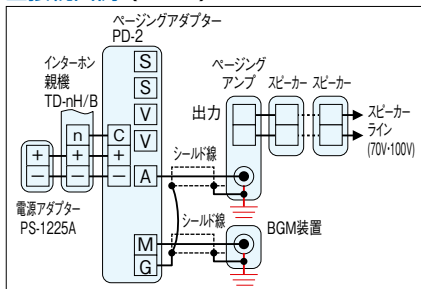 ページングアダプター
PD-2
インターホン
親機
TD-nH/B
S
S
V
V
n
C
+
+
+
−
−
−
A
M
G
電源アダプター
PS-1225A
シールド線
シールド線
ページング
アンプ
出力
スピーカー
スピーカー
スピーカー
ライン
(70V･100V)
BGM装置